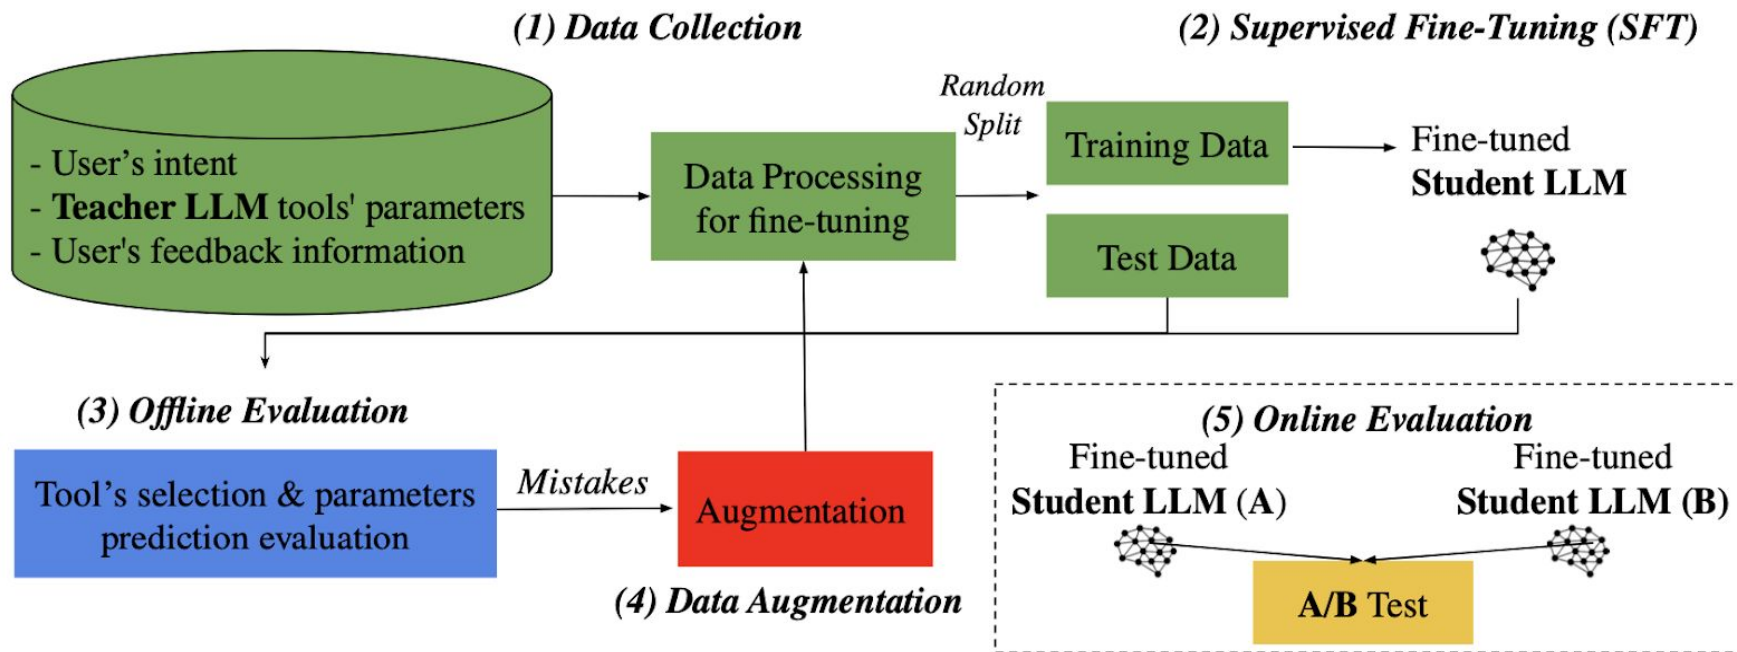 (1) Data Collection
(2) Supervised Fine-Tuning (SFT)
- User’s intent
- Teacher LLM tools' parameters
- User's feedback information
Data Processing
for fine-tuning
Random
Split
Training Data
Test Data
Fine-tuned
Student LLM
(3) Offline Evaluation
Tool’s selection & parameters
prediction evaluation
Mistakes
Augmentation
(4) Data Augmentation
(5) Online Evaluation
Fine-tuned
Student LLM (A)
Fine-tuned
Student LLM (B)
A/B Test